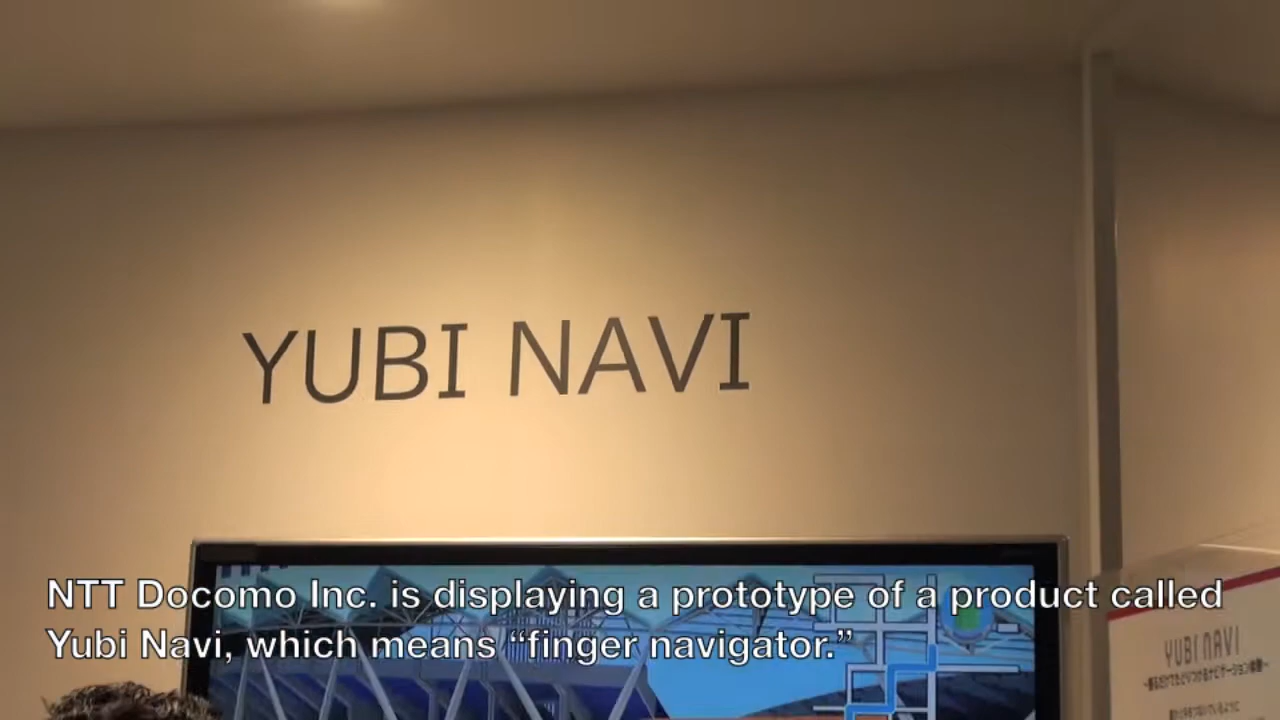 YUBI NAVI
NTT Docomo Inc. is displaying a prototype of a product called
Yubi Navi, which means “finger navigator.”
YUBI NAVI